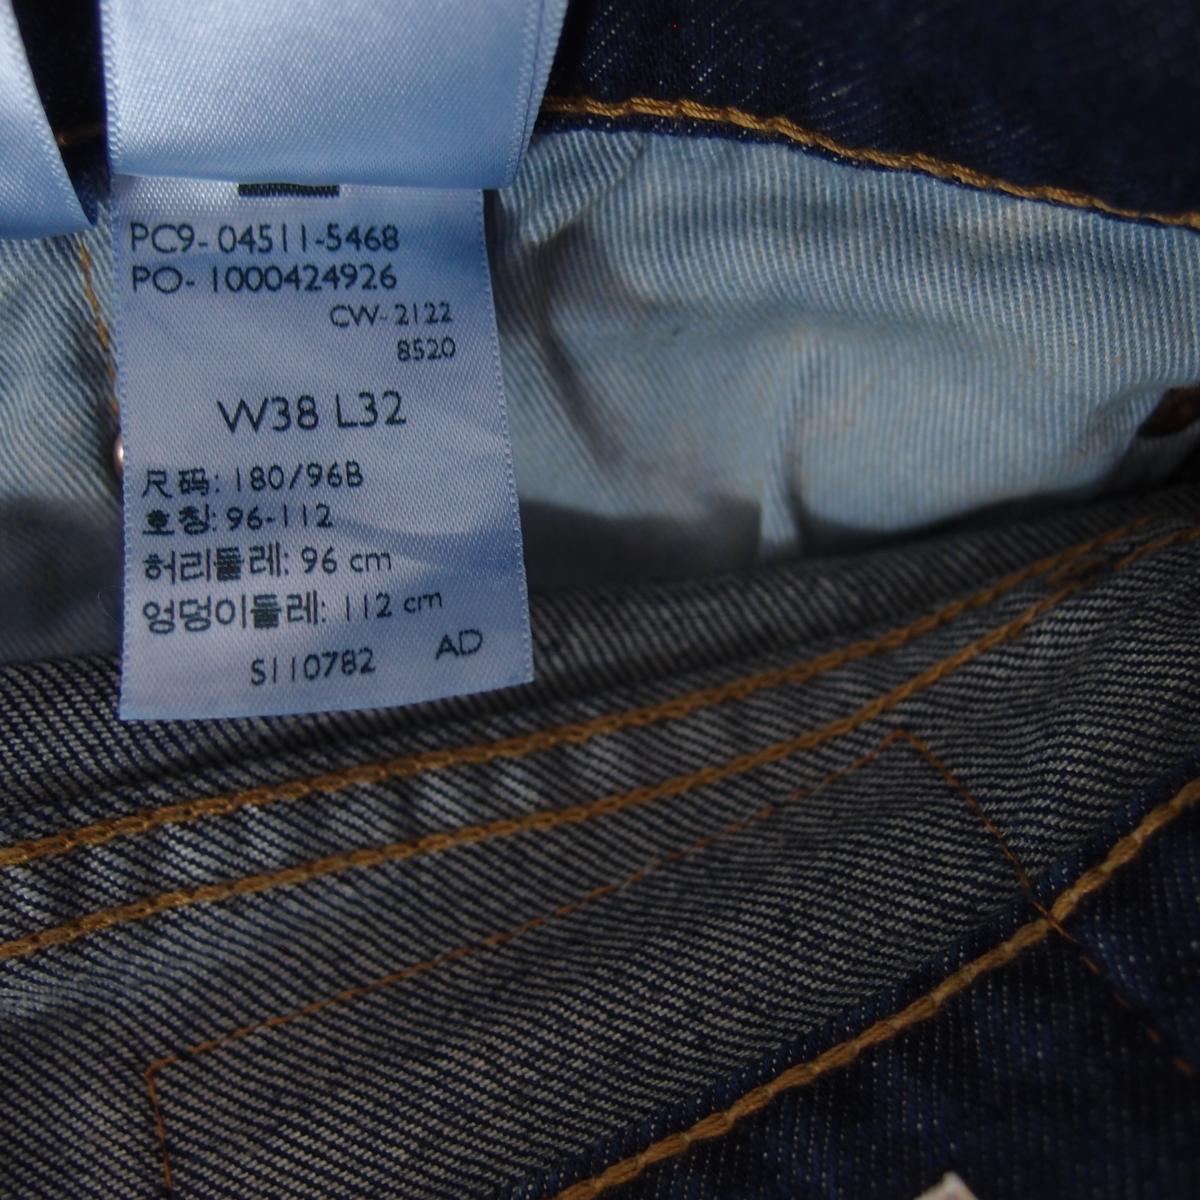 PC9-04511-5468
PO-1000424926
CW-2122
8520
W38 L32
尺码: 180/96B
호칭: 96-112
허리둘레: 96 cm
엉덩이둘레: 112 cm
S110782 AD